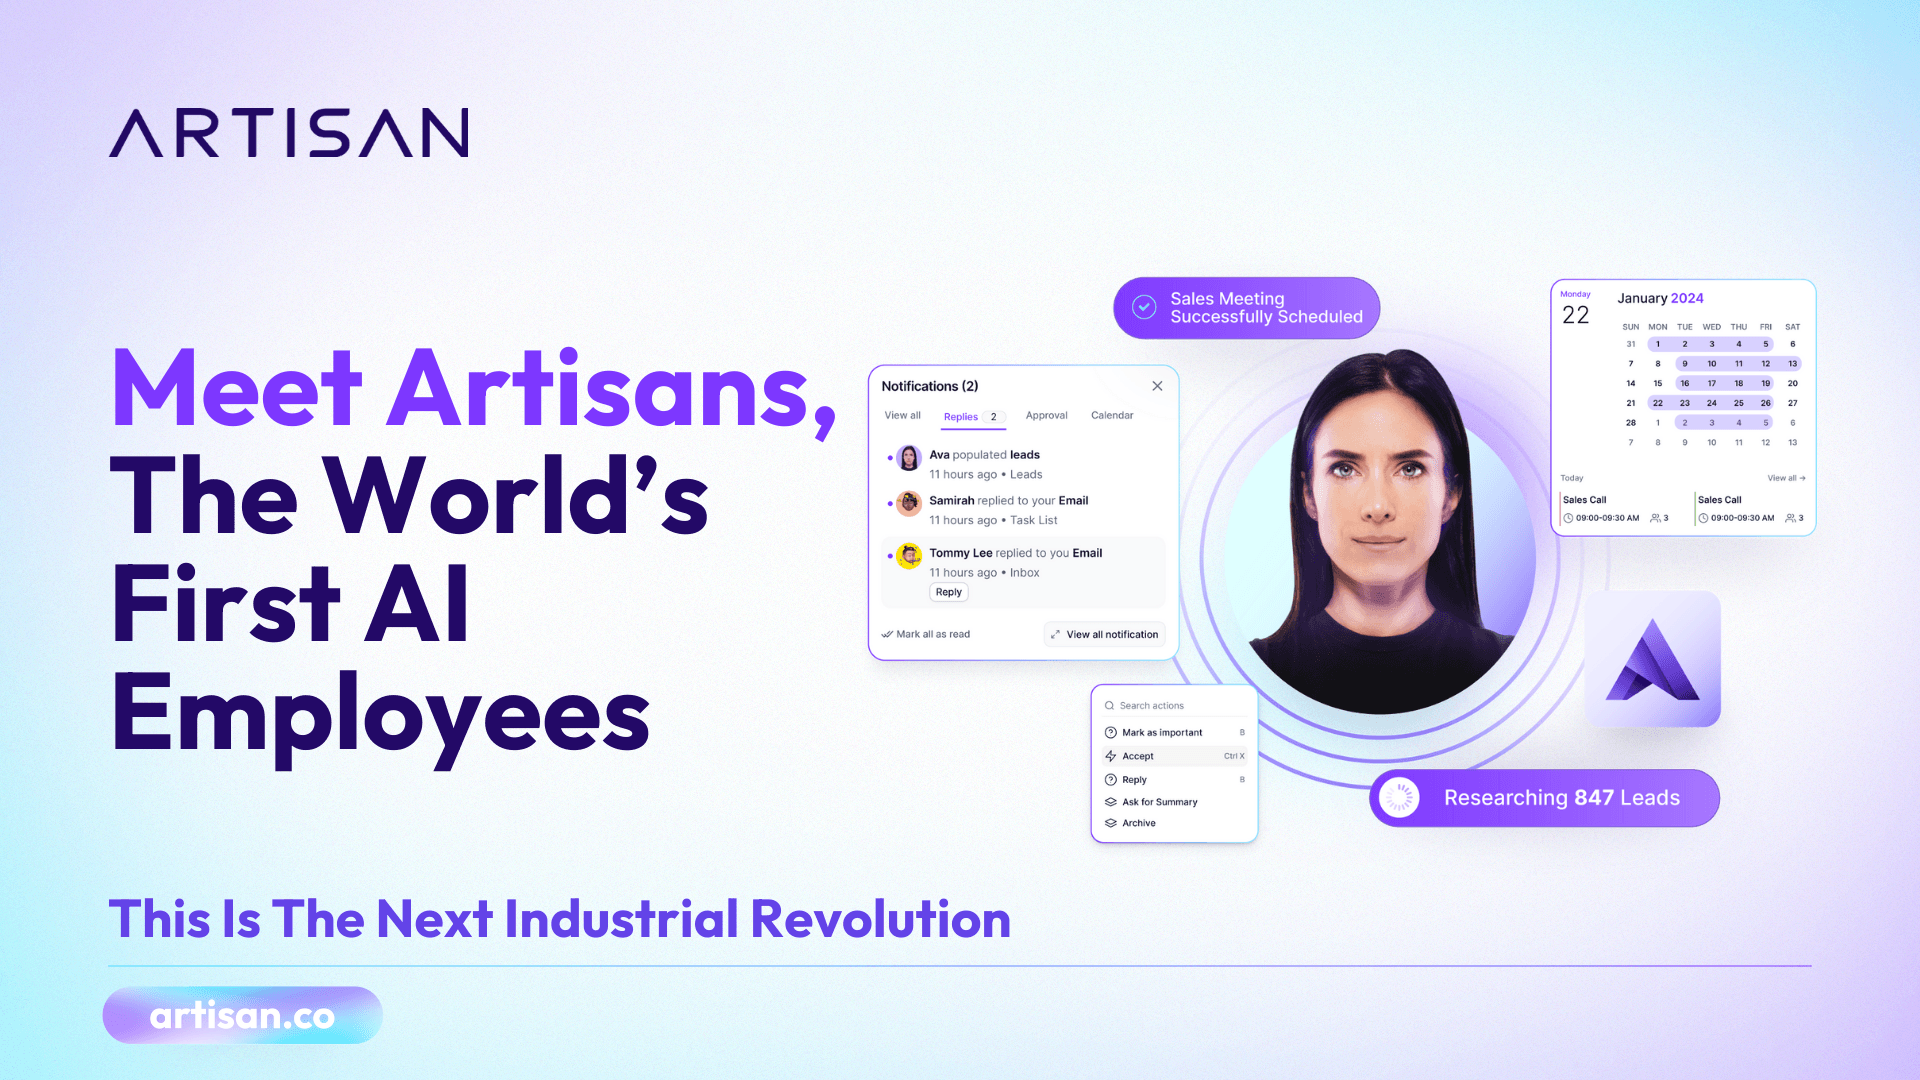 ARTISAN
Meet Artisans,
The World's
First AI
Employees
This Is The Next Industrial Revolution
artisan.co
Sales Meeting
Successfully Scheduled
Notifications (2)
View all Replies 2 Approval Calendar
Ava populated leads
11 hours ago • Leads
Samirah replied to your Email
11 hours ago • Task List
Tommy Lee replied to you Email
11 hours ago • Inbox
Reply
Mark all as read View all notification
Search actions
Mark as important B
Accept Ctrl X
Reply B
Ask for Summary
Archive
Monday
22
January 2024
SUN MON TUE WED THU FRI SAT
31 1 2 3 4 5 6
7 8 9 10 11 12 13
14 15 16 17 18 19 20
21 22 23 24 25 26 27
28 1 2 3 4 5 6
7 8 9 10 11 12 13
Today View all →
Sales Call Sales Call
09:00-09:30 AM 3 09:00-09:30 AM 3
Researching 847 Leads